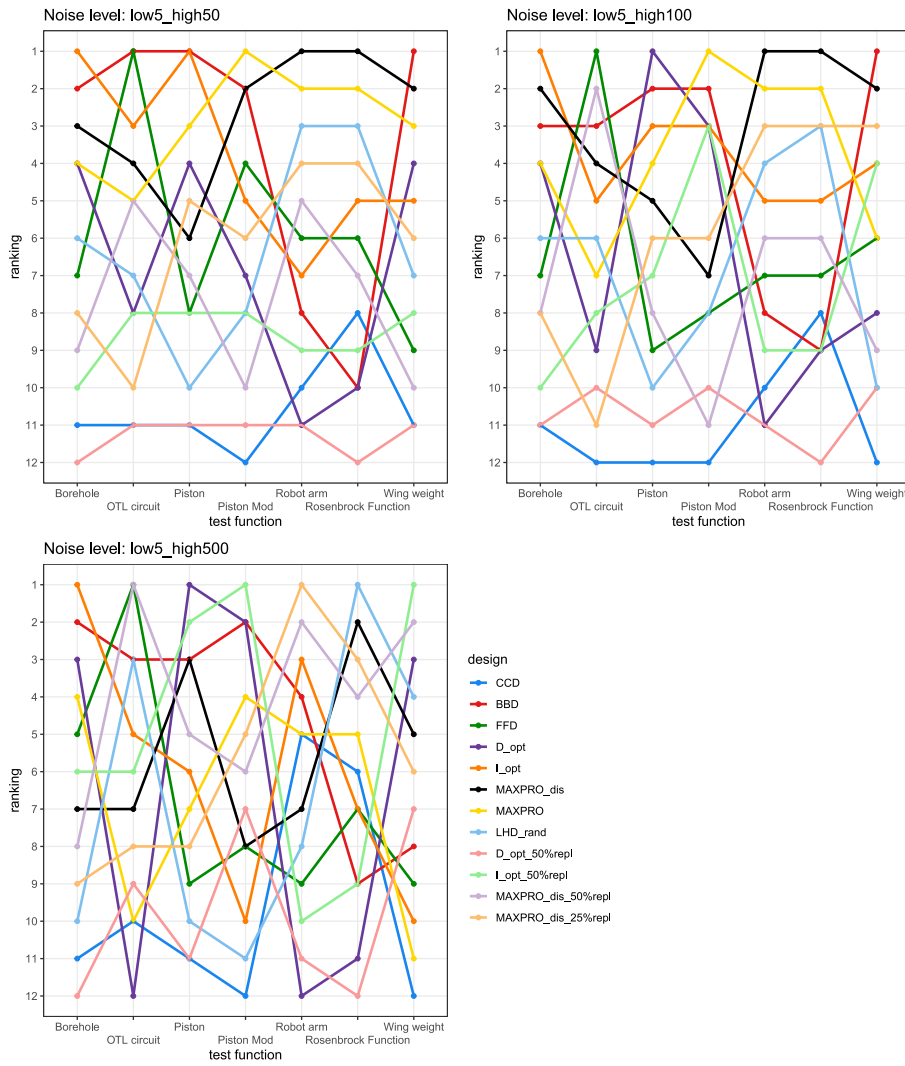 Noise level: low5_high50
ranking
1
2
3
4
5
6
7
8
9
10
11
12
Borehole
OTL circuit
Piston
Piston Mod
Robot arm
Rosenbrock Function
Wing weight
test function
Noise level: low5_high100
ranking
1
2
3
4
5
6
7
8
9
10
11
12
Borehole
OTL circuit
Piston
Piston Mod
Robot arm
Rosenbrock Function
Wing weight
test function
Noise level: low5_high500
ranking
1
2
3
4
5
6
7
8
9
10
11
12
Borehole
OTL circuit
Piston
Piston Mod
Robot arm
Rosenbrock Function
Wing weight
test function
design
CCD
BBD
FFD
D_opt
I_opt
MAXPRO_dis
MAXPRO
LHD_rand
D_opt_50%repl
I_opt_50%repl
MAXPRO_dis_50%repl
MAXPRO_dis_25%repl